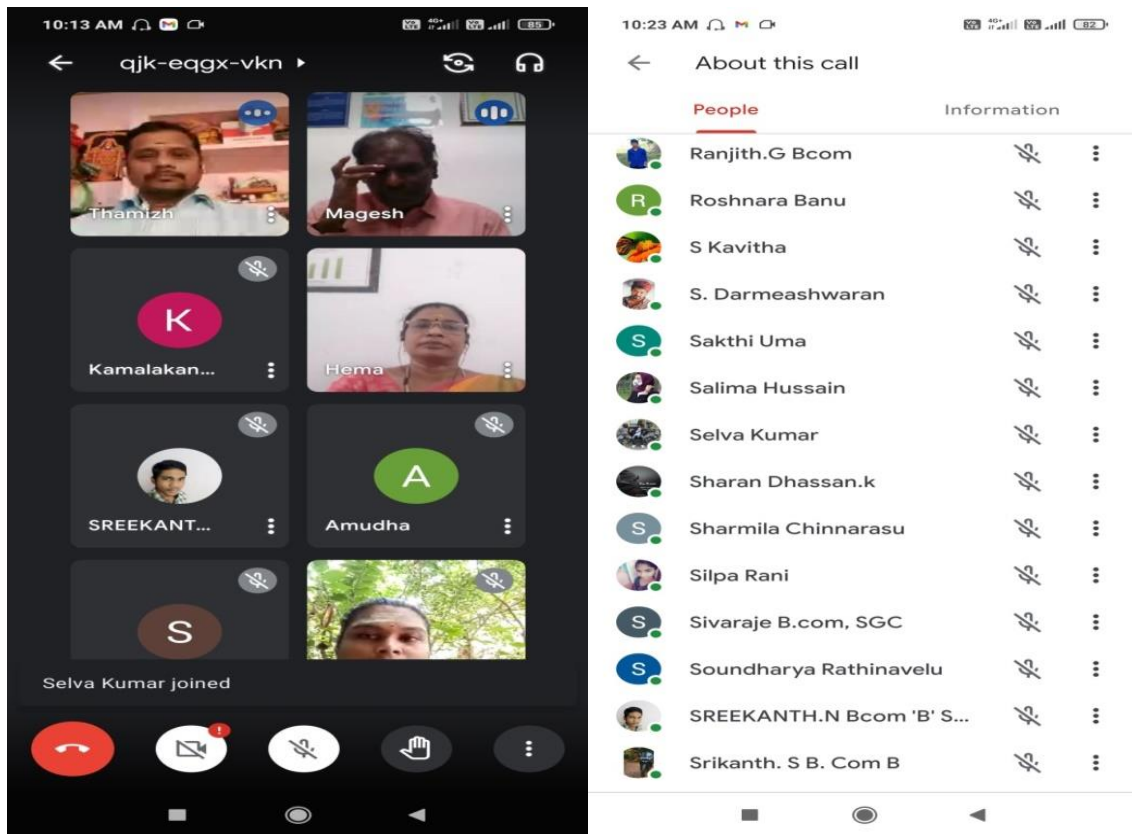 10:13 AM
85
qjk-eqgx-vkn
Thamizh
Magesh
K
Kamalakan...
Hema
SREEKANT...
A
Amudha
S
Selva Kumar joined
!
10:23 AM
82
About this call
People
Information
Ranjith.G Bcom
R
Roshnara Banu
S Kavitha
S. Darmeashwaran
S
Sakthi Uma
Salima Hussain
Selva Kumar
Sharan Dhassan.k
S
Sharmila Chinnarasu
Silpa Rani
S
Sivaraje B.com, SGC
S
Soundharya Rathinavelu
SREEKANTH.N Bcom 'B' S...
Srikanth. S B. Com B